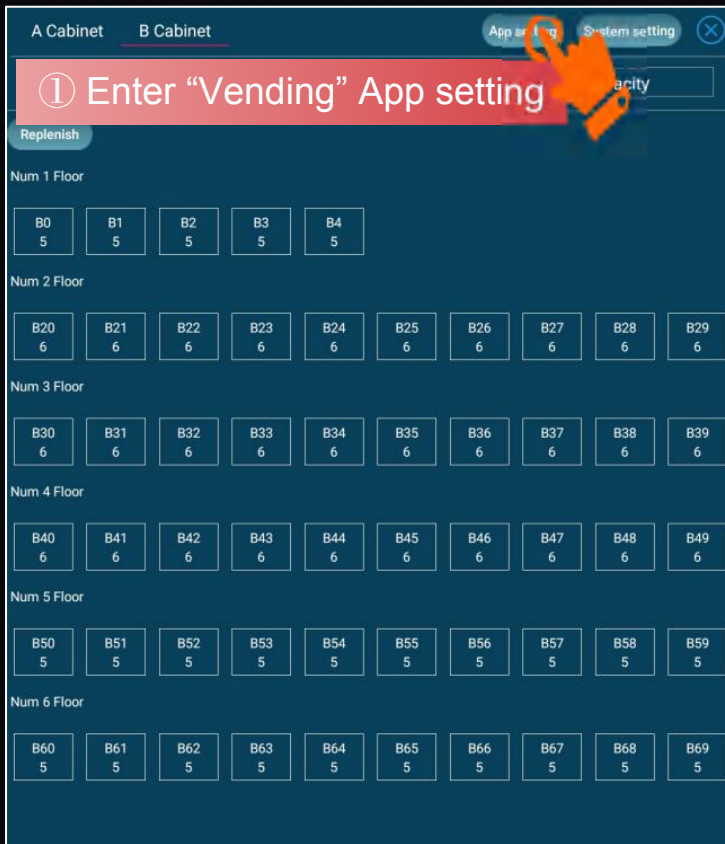 A Cabinet B Cabinet App setting System setting
① Enter “Vending” App setting
Replenish
Num 1 Floor
B0 B1 B2 B3 B4
5 5 5 5 5
Num 2 Floor
B20 B21 B22 B23 B24 B25 B26 B27 B28 B29
6 6 6 6 6 6 6 6 6 6
Num 3 Floor
B30 B31 B32 B33 B34 B35 B36 B37 B38 B39
6 6 6 6 6 6 6 6 6 6
Num 4 Floor
B40 B41 B42 B43 B44 B45 B46 B47 B48 B49
6 6 6 6 6 6 6 6 6 6
Num 5 Floor
B50 B51 B52 B53 B54 B55 B56 B57 B58 B59
5 5 5 5 5 5 5 5 5 5
Num 6 Floor
B60 B61 B62 B63 B64 B65 B66 B67 B68 B69
5 5 5 5 5 5 5 5 5 5